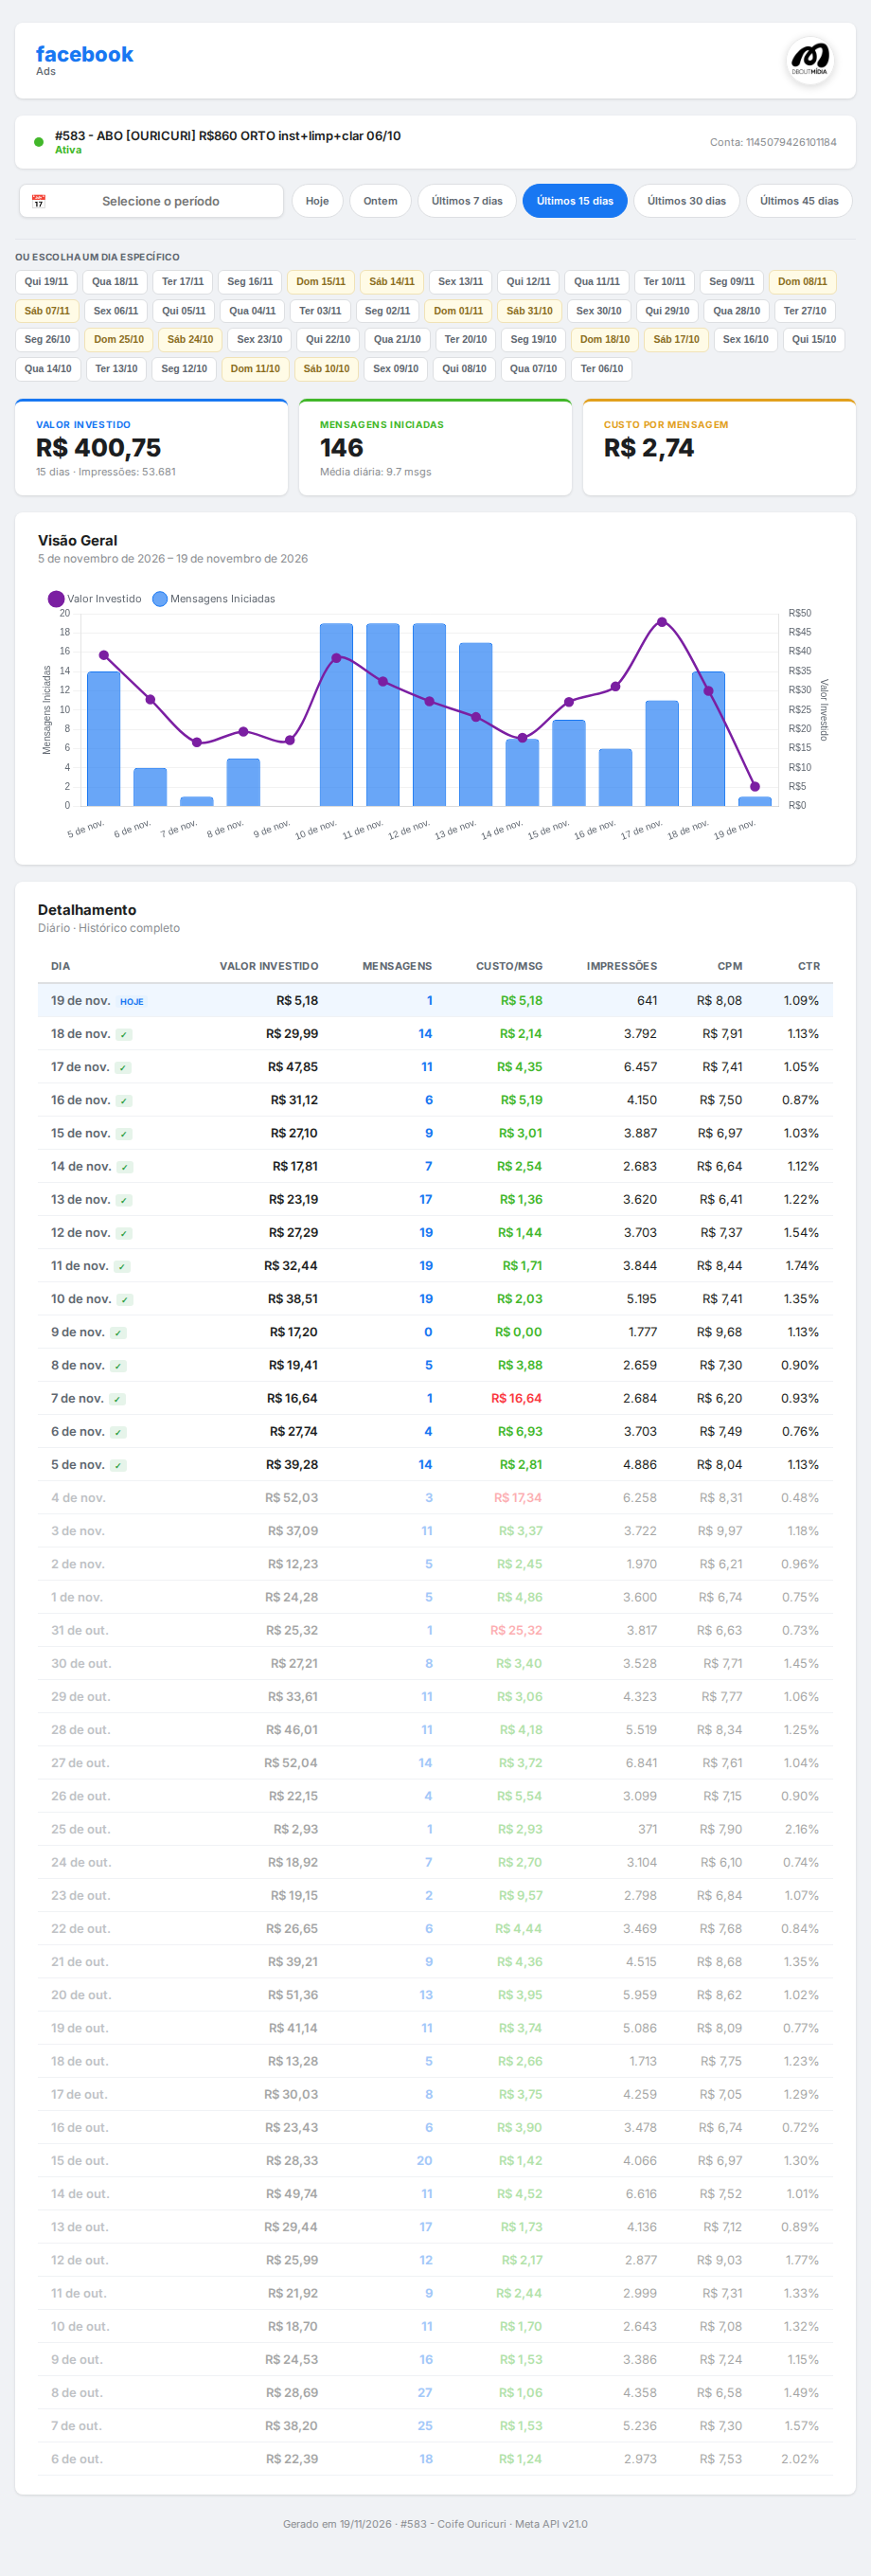 facebook
Ads
DBOUTMÍDIA
#583 - ABO [OURICURI] R$860 ORTO inst+limp+clar 06/10
Ativa
Conta: 1145079426101184
Selecione o período
Hoje
Ontem
Últimos 7 dias
Últimos 15 dias
Últimos 30 dias
Últimos 45 dias
OU ESCOLHA UM DIA ESPECÍFICO
Qui 19/11 Qua 18/11 Ter 17/11 Seg 16/11 Dom 15/11 Sáb 14/11 Sex 13/11 Qui 12/11 Qua 11/11 Ter 10/11 Seg 09/11 Dom 08/11
Sáb 07/11 Sex 06/11 Qui 05/11 Qua 04/11 Ter 03/11 Seg 02/11 Dom 01/11 Sáb 31/10 Sex 30/10 Qui 29/10 Qua 28/10 Ter 27/10
Seg 26/10 Dom 25/10 Sáb 24/10 Sex 23/10 Qui 22/10 Qua 21/10 Ter 20/10 Seg 19/10 Dom 18/10 Sáb 17/10 Sex 16/10 Qui 15/10
Qua 14/10 Ter 13/10 Seg 12/10 Dom 11/10 Sáb 10/10 Sex 09/10 Qui 08/10 Qua 07/10 Ter 06/10
VALOR INVESTIDO
R$ 400,75
15 dias · Impressões: 53.681
MENSAGENS INICIADAS
146
Média diária: 9.7 msgs
CUSTO POR MENSAGEM
R$ 2,74
Visão Geral
5 de novembro de 2026 – 19 de novembro de 2026
Valor Investido Mensagens Iniciadas
20 R$50
18 R$45
16 R$40
14 R$35
12 R$30
10 R$25
8 R$20
6 R$15
4 R$10
2 R$5
0 R$0
Mensagens Iniciadas
Valor Investido
5 de nov. 6 de nov. 7 de nov. 8 de nov. 9 de nov. 10 de nov. 11 de nov. 12 de nov. 13 de nov. 14 de nov. 15 de nov. 16 de nov. 17 de nov. 18 de nov. 19 de nov.
Detalhamento
Diário · Histórico completo
DIA VALOR INVESTIDO MENSAGENS CUSTO/MSG IMPRESSÕES CPM CTR
19 de nov. HOJE R$ 5,18 1 R$ 5,18 641 R$ 8,08 1.09%
18 de nov. ✓ R$ 29,99 14 R$ 2,14 3.792 R$ 7,91 1.13%
17 de nov. ✓ R$ 47,85 11 R$ 4,35 6.457 R$ 7,41 1.05%
16 de nov. ✓ R$ 31,12 6 R$ 5,19 4.150 R$ 7,50 0.87%
15 de nov. ✓ R$ 27,10 9 R$ 3,01 3.887 R$ 6,97 1.03%
14 de nov. ✓ R$ 17,81 7 R$ 2,54 2.683 R$ 6,64 1.12%
13 de nov. ✓ R$ 23,19 17 R$ 1,36 3.620 R$ 6,41 1.22%
12 de nov. ✓ R$ 27,29 19 R$ 1,44 3.703 R$ 7,37 1.54%
11 de nov. ✓ R$ 32,44 19 R$ 1,71 3.844 R$ 8,44 1.74%
10 de nov. ✓ R$ 38,51 19 R$ 2,03 5.195 R$ 7,41 1.35%
9 de nov. ✓ R$ 17,20 0 R$ 0,00 1.777 R$ 9,68 1.13%
8 de nov. ✓ R$ 19,41 5 R$ 3,88 2.659 R$ 7,30 0.90%
7 de nov. ✓ R$ 16,64 1 R$ 16,64 2.684 R$ 6,20 0.93%
6 de nov. ✓ R$ 27,74 4 R$ 6,93 3.703 R$ 7,49 0.76%
5 de nov. ✓ R$ 39,28 14 R$ 2,81 4.886 R$ 8,04 1.13%
4 de nov. R$ 52,03 3 R$ 17,34 6.258 R$ 8,31 0.48%
3 de nov. R$ 37,09 11 R$ 3,37 3.722 R$ 9,97 1.18%
2 de nov. R$ 12,23 5 R$ 2,45 1.970 R$ 6,21 0.96%
1 de nov. R$ 24,28 5 R$ 4,86 3.600 R$ 6,74 0.75%
31 de out. R$ 25,32 1 R$ 25,32 3.817 R$ 6,63 0.73%
30 de out. R$ 27,21 8 R$ 3,40 3.528 R$ 7,71 1.45%
29 de out. R$ 33,61 11 R$ 3,06 4.323 R$ 7,77 1.06%
28 de out. R$ 46,01 11 R$ 4,18 5.519 R$ 8,34 1.25%
27 de out. R$ 52,04 14 R$ 3,72 6.841 R$ 7,61 1.04%
26 de out. R$ 22,15 4 R$ 5,54 3.099 R$ 7,15 0.90%
25 de out. R$ 2,93 1 R$ 2,93 371 R$ 7,90 2.16%
24 de out. R$ 18,92 7 R$ 2,70 3.104 R$ 6,10 0.74%
23 de out. R$ 19,15 2 R$ 9,57 2.798 R$ 6,84 1.07%
22 de out. R$ 26,65 6 R$ 4,44 3.469 R$ 7,68 0.84%
21 de out. R$ 39,21 9 R$ 4,36 4.515 R$ 8,68 1.35%
20 de out. R$ 51,36 13 R$ 3,95 5.959 R$ 8,62 1.02%
19 de out. R$ 41,14 11 R$ 3,74 5.086 R$ 8,09 0.77%
18 de out. R$ 13,28 5 R$ 2,66 1.713 R$ 7,75 1.23%
17 de out. R$ 30,03 8 R$ 3,75 4.259 R$ 7,05 1.29%
16 de out. R$ 23,43 6 R$ 3,90 3.478 R$ 6,74 0.72%
15 de out. R$ 28,33 20 R$ 1,42 4.066 R$ 6,97 1.30%
14 de out. R$ 49,74 11 R$ 4,52 6.616 R$ 7,52 1.01%
13 de out. R$ 29,44 17 R$ 1,73 4.136 R$ 7,12 0.89%
12 de out. R$ 25,99 12 R$ 2,17 2.877 R$ 9,03 1.77%
11 de out. R$ 21,92 9 R$ 2,44 2.999 R$ 7,31 1.33%
10 de out. R$ 18,70 11 R$ 1,70 2.643 R$ 7,08 1.32%
9 de out. R$ 24,53 16 R$ 1,53 3.386 R$ 7,24 1.15%
8 de out. R$ 28,69 27 R$ 1,06 4.358 R$ 6,58 1.49%
7 de out. R$ 38,20 25 R$ 1,53 5.236 R$ 7,30 1.57%
6 de out. R$ 22,39 18 R$ 1,24 2.973 R$ 7,53 2.02%
Gerado em 19/11/2026 · #583 - Coife Ouricuri · Meta API v21.0